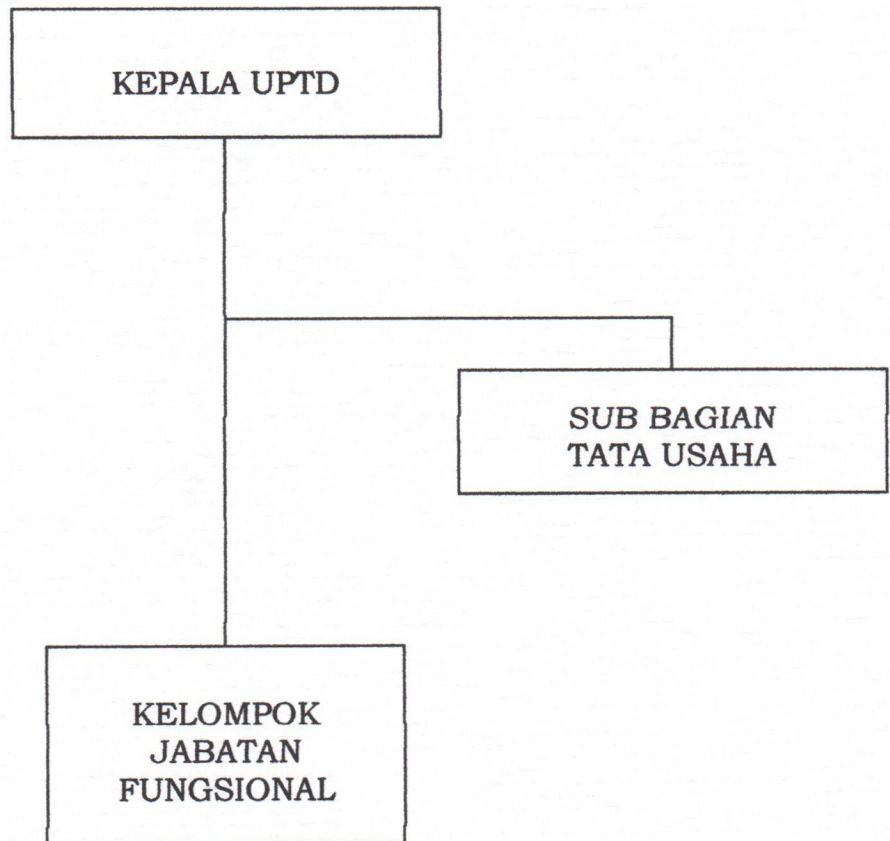 KEPALA UPTD
SUB BAGIAN
TATA USAHA
KELOMPOK
JABATAN
FUNGSIONAL